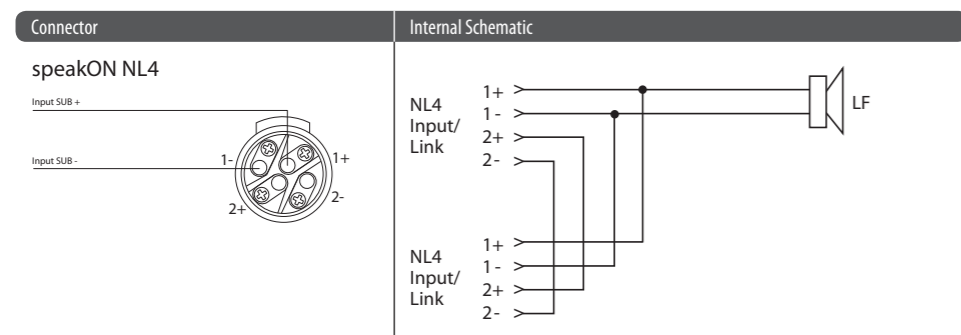 Connector
Internal Schematic
speakON NL4
Input SUB +
Input SUB -
1-
1+
2+
2-
NL4
Input/
Link
1+
1 -
2+
2-
LF
NL4
Input/
Link
1+
1 -
2+
2-